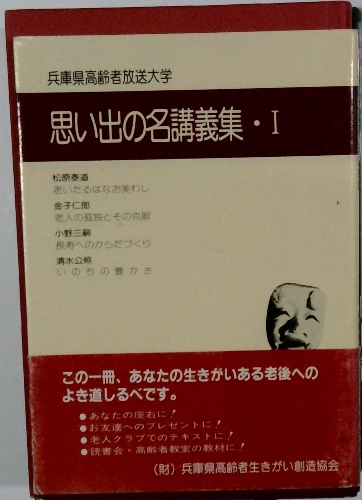 兵庫県高齢者放送大学
思い出の名講義集・I
松原泰道
老いたるはなお美わし
金子仁郎
老人の孤独とその克服
小野三嗣
長寿へのからだづくり
清水公照
いのちの豊かさ
この一冊、あなたの生きがいある老後への
よき道しるべです。
●あなたの座右に!
●お友達へのプレゼントに!
●老人クラブでのテキストに!
●読書会・高齢者教室の教材に!
(財)兵庫県高齢者生きがい創造協会